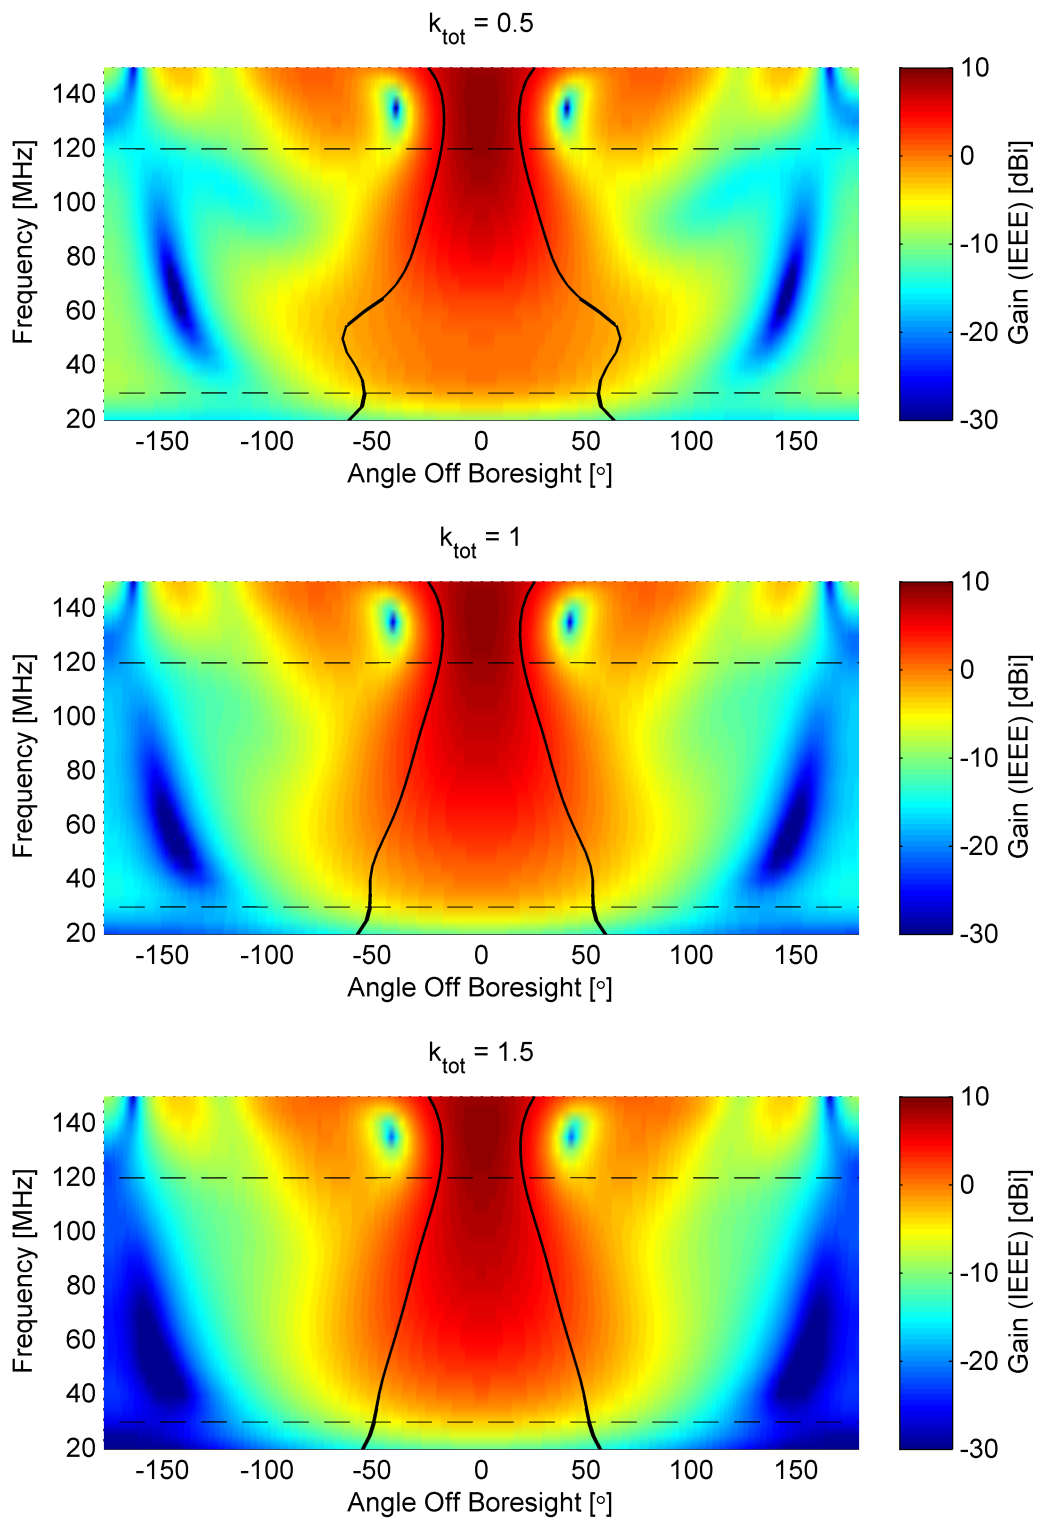 k_tot = 0.5
Frequency [MHz]
140
120
100
80
60
40
20
-150 -100 -50 0 50 100 150
Angle Off Boresight [°]
10
0
-10
-20
-30
Gain (IEEE) [dBi]
k_tot = 1
Frequency [MHz]
140
120
100
80
60
40
20
-150 -100 -50 0 50 100 150
Angle Off Boresight [°]
10
0
-10
-20
-30
Gain (IEEE) [dBi]
k_tot = 1.5
Frequency [MHz]
140
120
100
80
60
40
20
-150 -100 -50 0 50 100 150
Angle Off Boresight [°]
10
0
-10
-20
-30
Gain (IEEE) [dBi]